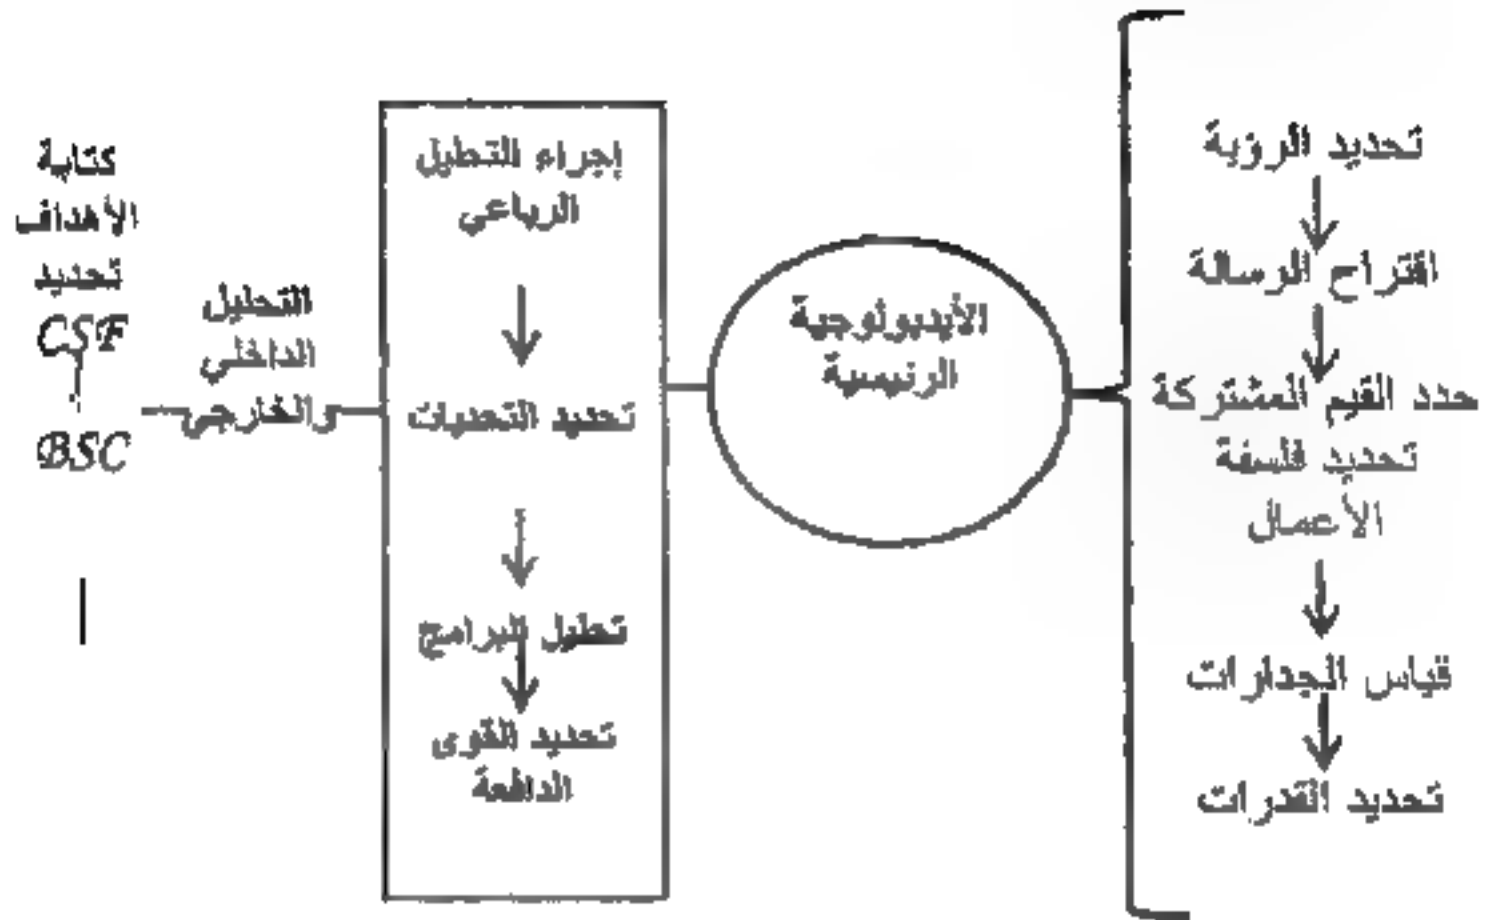 تحديد الرؤية
اقتراح الرسالة
حدد القيم المشتركة
تحديد فلسفة
الأعمال
قياس الجدارات
تحديد القدرات
الأيديولوجية
الرئيسية
إجراء التحليل
الرباعي
تحديد التحديات
تحليل البرامج
تحديد القوى
الدافعة
التحليل
الداخلي
والخارجي
كتابة
الأهداف
تحديد
CSF
BSC